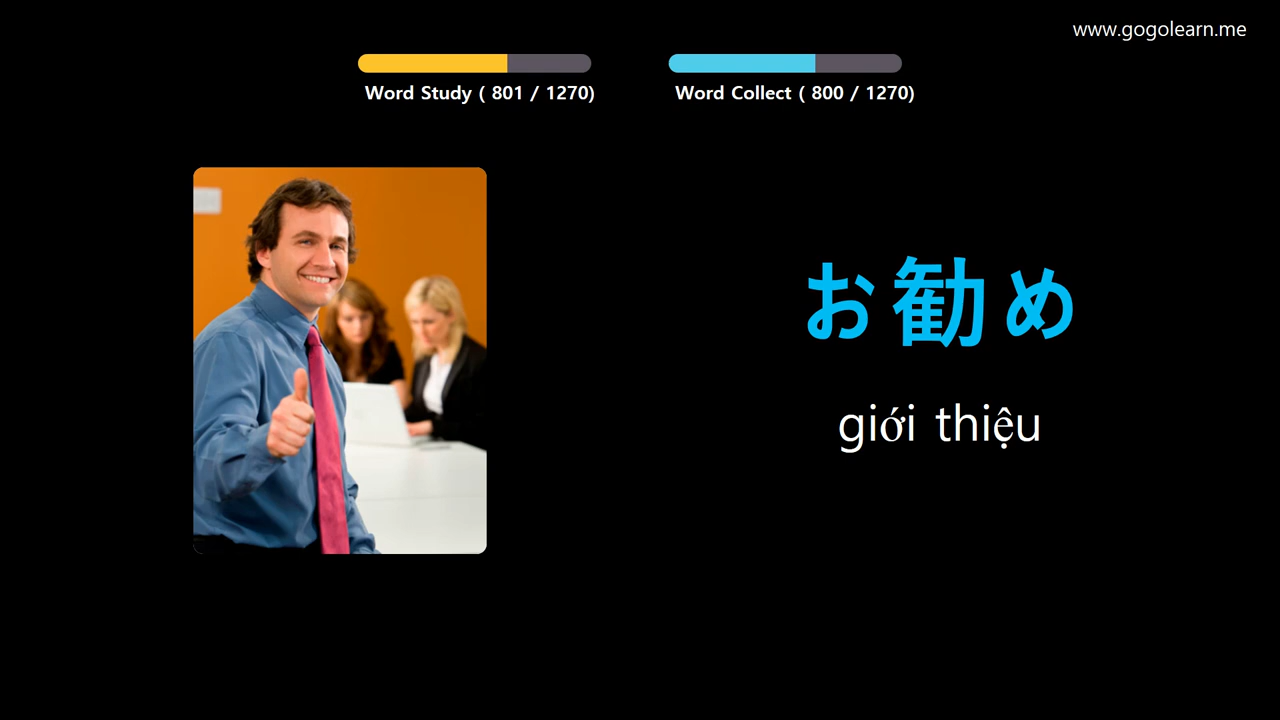 www.gogolearn.me
Word Study ( 801 / 1270)
Word Collect ( 800 / 1270)
お勧め
giới thiệu